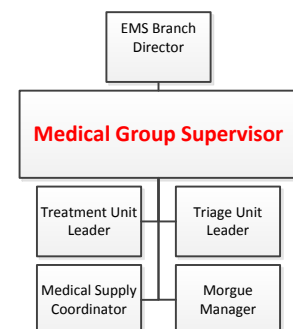 EMS Branch
Director
Medical Group Supervisor
Treatment Unit
Leader
Triage Unit
Leader
Medical Supply
Coordinator
Morgue
Manager